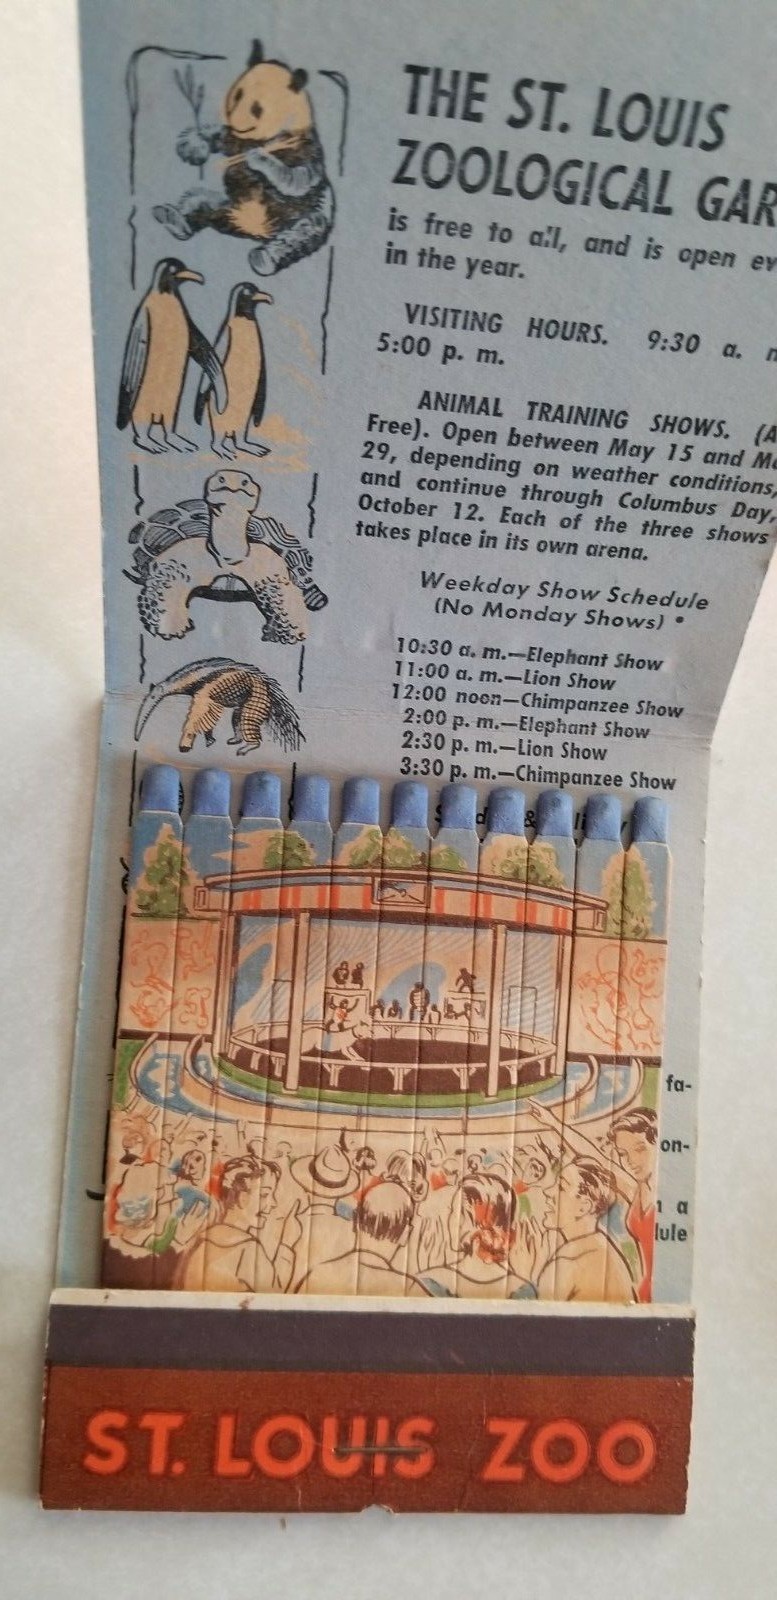 THE ST. LOUIS
ZOOLOGICAL GAR
is free to all, and is open ev
in the year.
VISITING HOURS. 9:30 a. m
5:00 p. m.
ANIMAL TRAINING SHOWS. (A
Free). Open between May 15 and Ma
29, depending on weather conditions,
and continue through Columbus Day,
October 12. Each of the three shows
takes place in its own arena.
Weekday Show Schedule
(No Monday Shows) *
10:30 a. m.—Elephant Show
11:00 a. m.—Lion Show
12:00 noon—Chimpanzee Show
2:00 p. m.—Elephant Show
2:30 p. m.—Lion Show
3:30 p. m.—Chimpanzee Show
&
fa-
on-
a
lule
ST. LOUIS ZOO